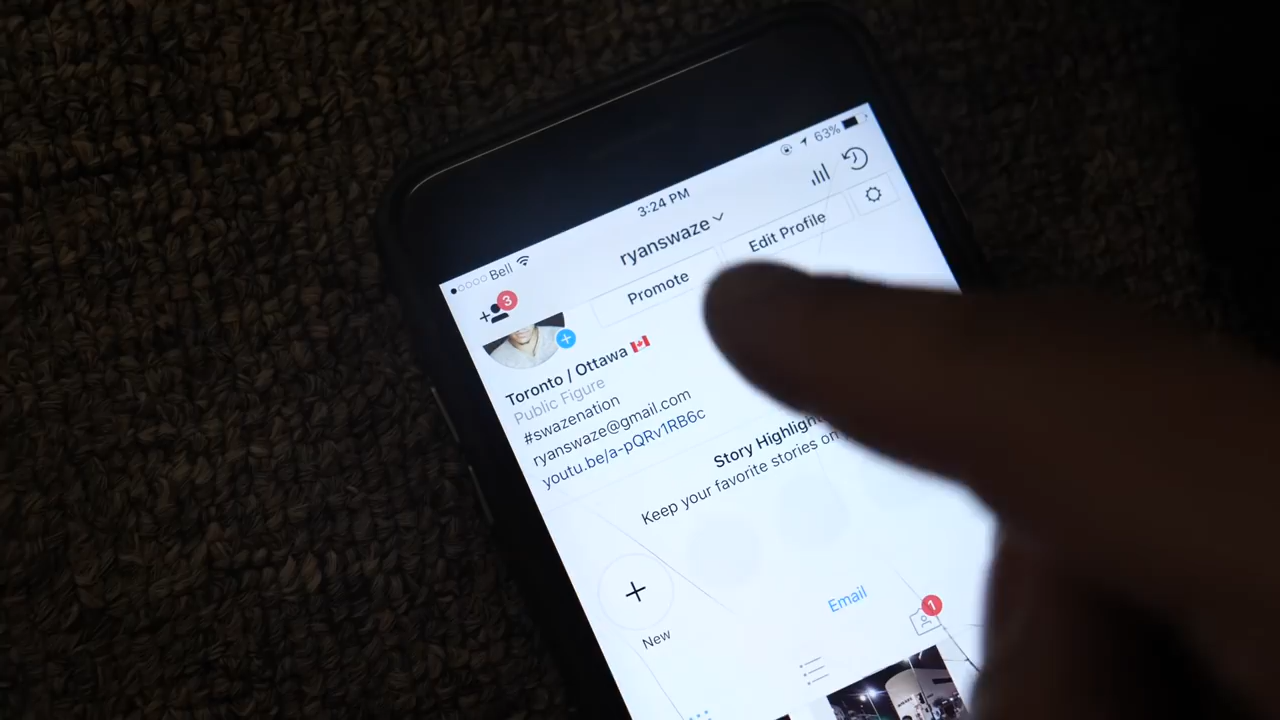 Bell
3:24 PM
63%
3
ryanswaze
Promote
Edit Profile
Toronto / Ottawa
Public Figure
#swazenation
ryanswaze@gmail.com
youtu.be/a-pQRv1RB6c
Story Highlight
Keep your favorite stories on
New
Email
1